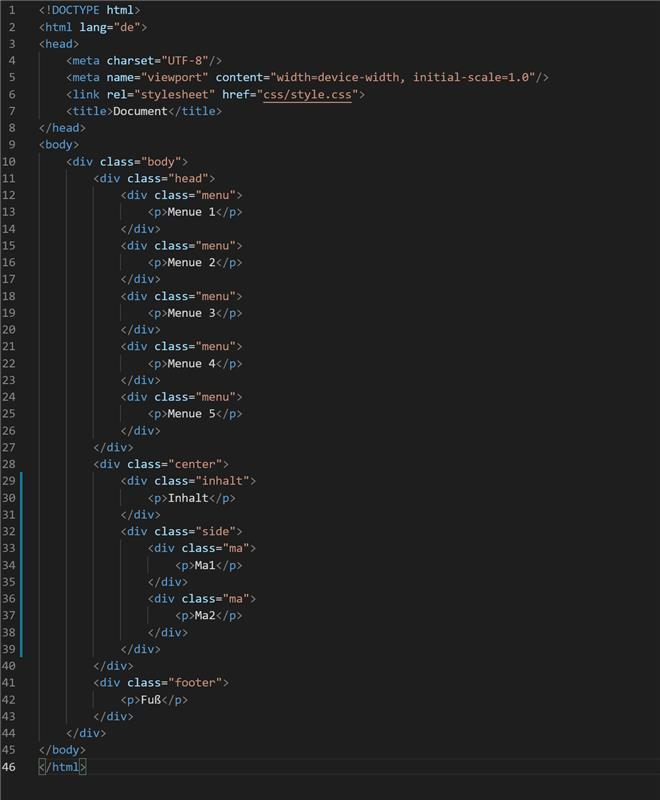 1 <!DOCTYPE html>
2 <html lang="de">
3 <head>
4     <meta charset="UTF-8"/>
5     <meta name="viewport" content="width=device-width, initial-scale=1.0"/>
6     <link rel="stylesheet" href="css/style.css">
7     <title>Document</title>
8 </head>
9 <body>
10     <div class="body">
11         <div class="head">
12             <div class="menu">
13                 <p>Menue 1</p>
14             </div>
15             <div class="menu">
16                 <p>Menue 2</p>
17             </div>
18             <div class="menu">
19                 <p>Menue 3</p>
20             </div>
21             <div class="menu">
22                 <p>Menue 4</p>
23             </div>
24             <div class="menu">
25                 <p>Menue 5</p>
26             </div>
27         </div>
28         <div class="center">
29             <div class="inhalt">
30                 <p>Inhalt</p>
31             </div>
32             <div class="side">
33                 <div class="ma">
34                     <p>Ma1</p>
35                 </div>
36                 <div class="ma">
37                     <p>Ma2</p>
38                 </div>
39             </div>
40         </div>
41         <div class="footer">
42             <p>Fuß</p>
43         </div>
44     </div>
45 </body>
46 </html>